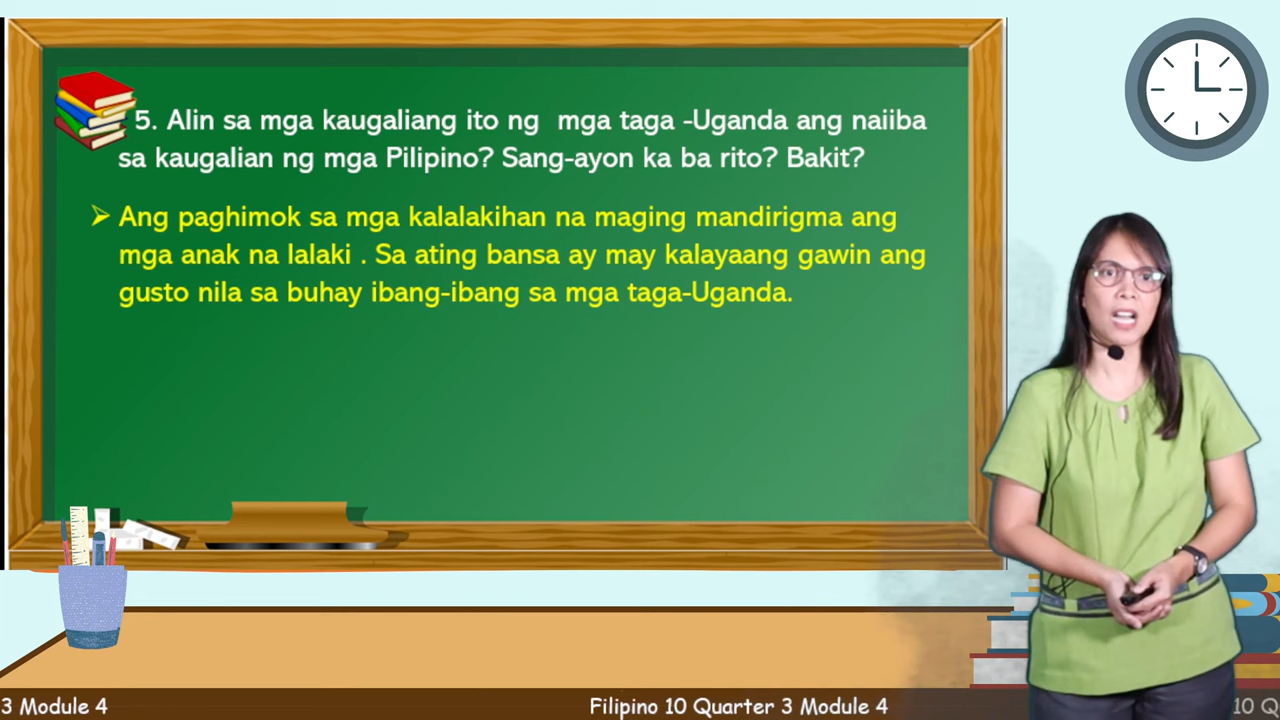 5. Alin sa mga kaugaliang ito ng mga taga -Uganda ang naiiba
sa kaugalian ng mga Pilipino? Sang-ayon ka ba rito? Bakit?
Ang paghimok sa mga kalalakihan na maging mandirigma ang
mga anak na lalaki . Sa ating bansa ay may kalayaang gawin ang
gusto nila sa buhay ibang-ibang sa mga taga-Uganda.
3 Module 4
Filipino 10 Quarter 3 Module 4
10 Q